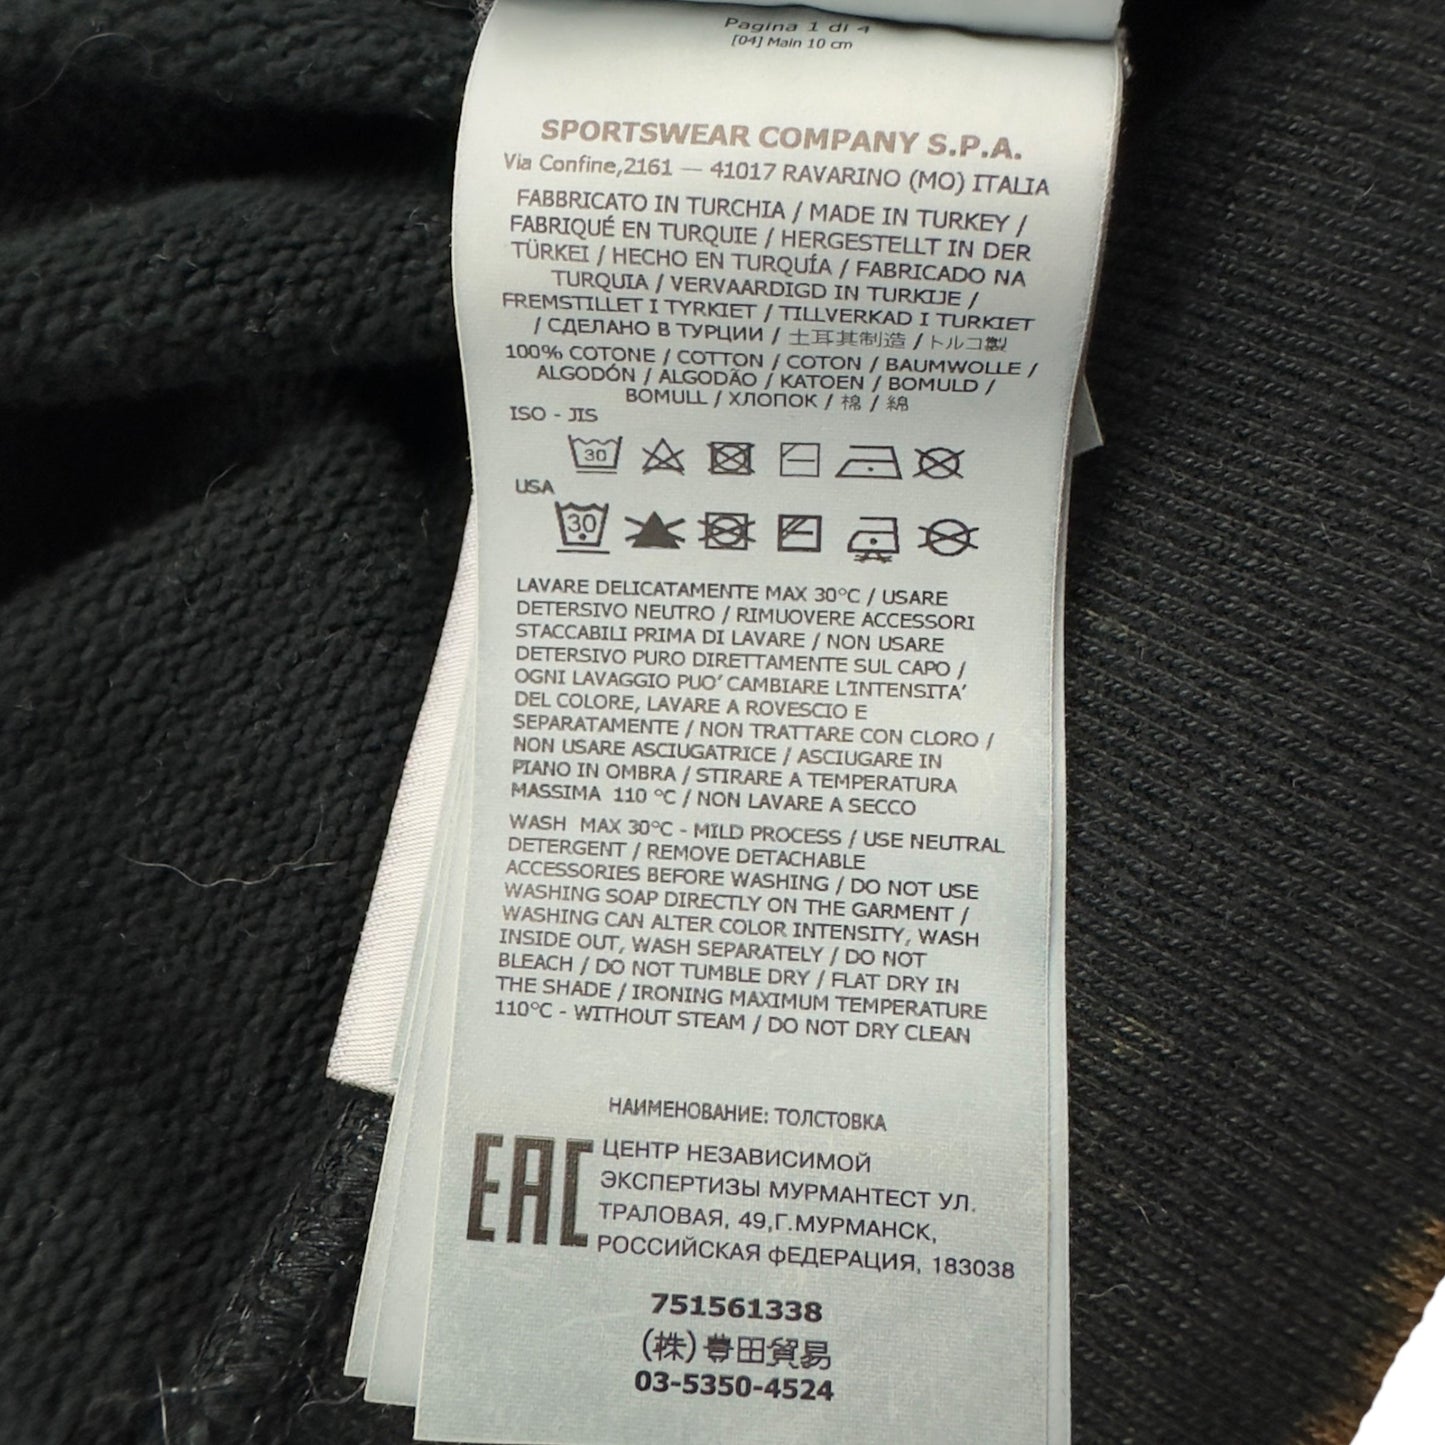 Pagina 1 di 4
[04] Main 10 cm
SPORTSWEAR COMPANY S.P.A.
Via Confine,2161 — 41017 RAVARINO (MO) ITALIA
FABBRICATO IN TURCHIA / MADE IN TURKEY /
FABRIQUÉ EN TURQUIE / HERGESTELLT IN DER
TÜRKEI / HECHO EN TURQUÍA / FABRICADO NA
TURQUIA / VERVAARDIGD IN TURKIJE /
FREMSTILLET I TYRKIET / TILLVERKAD I TURKIET
/ СДЕЛАНО В ТУРЦИИ / 土耳其制造 / トルコ製
100% COTONE / COTTON / COTON / BAUMWOLLE /
ALGODÓN / ALGODÃO / KATOEN / BOMULD /
BOMULL / ХЛОПОК / 棉 / 綿
ISO - JIS
30
USA
30
LAVARE DELICATAMENTE MAX 30°C / USARE
DETERSIVO NEUTRO / RIMUOVERE ACCESSORI
STACCABILI PRIMA DI LAVARE / NON USARE
DETERSIVO PURO DIRETTAMENTE SUL CAPO /
OGNI LAVAGGIO PUO' CAMBIARE L'INTENSITA'
DEL COLORE, LAVARE A ROVESCIO E
SEPARATAMENTE / NON TRATTARE CON CLORO /
NON USARE ASCIUGATRICE / ASCIUGARE IN
PIANO IN OMBRA / STIRARE A TEMPERATURA
MASSIMA 110 °C / NON LAVARE A SECCO
WASH MAX 30°C - MILD PROCESS / USE NEUTRAL
DETERGENT / REMOVE DETACHABLE
ACCESSORIES BEFORE WASHING / DO NOT USE
WASHING SOAP DIRECTLY ON THE GARMENT /
WASHING CAN ALTER COLOR INTENSITY, WASH
INSIDE OUT, WASH SEPARATELY / DO NOT
BLEACH / DO NOT TUMBLE DRY / FLAT DRY IN
THE SHADE / IRONING MAXIMUM TEMPERATURE
110°C - WITHOUT STEAM / DO NOT DRY CLEAN
НАИМЕНОВАНИЕ: ТОЛСТОВКА
EAC
ЦЕНТР НЕЗАВИСИМОЙ
ЭКСПЕРТИЗЫ МУРМАНТЕСТ УЛ.
ТРАЛОВАЯ, 49,Г.МУРМАНСК,
РОССИЙСКАЯ ФЕДЕРАЦИЯ, 183038
751561338
(株) 豊田貿易
03-5350-4524